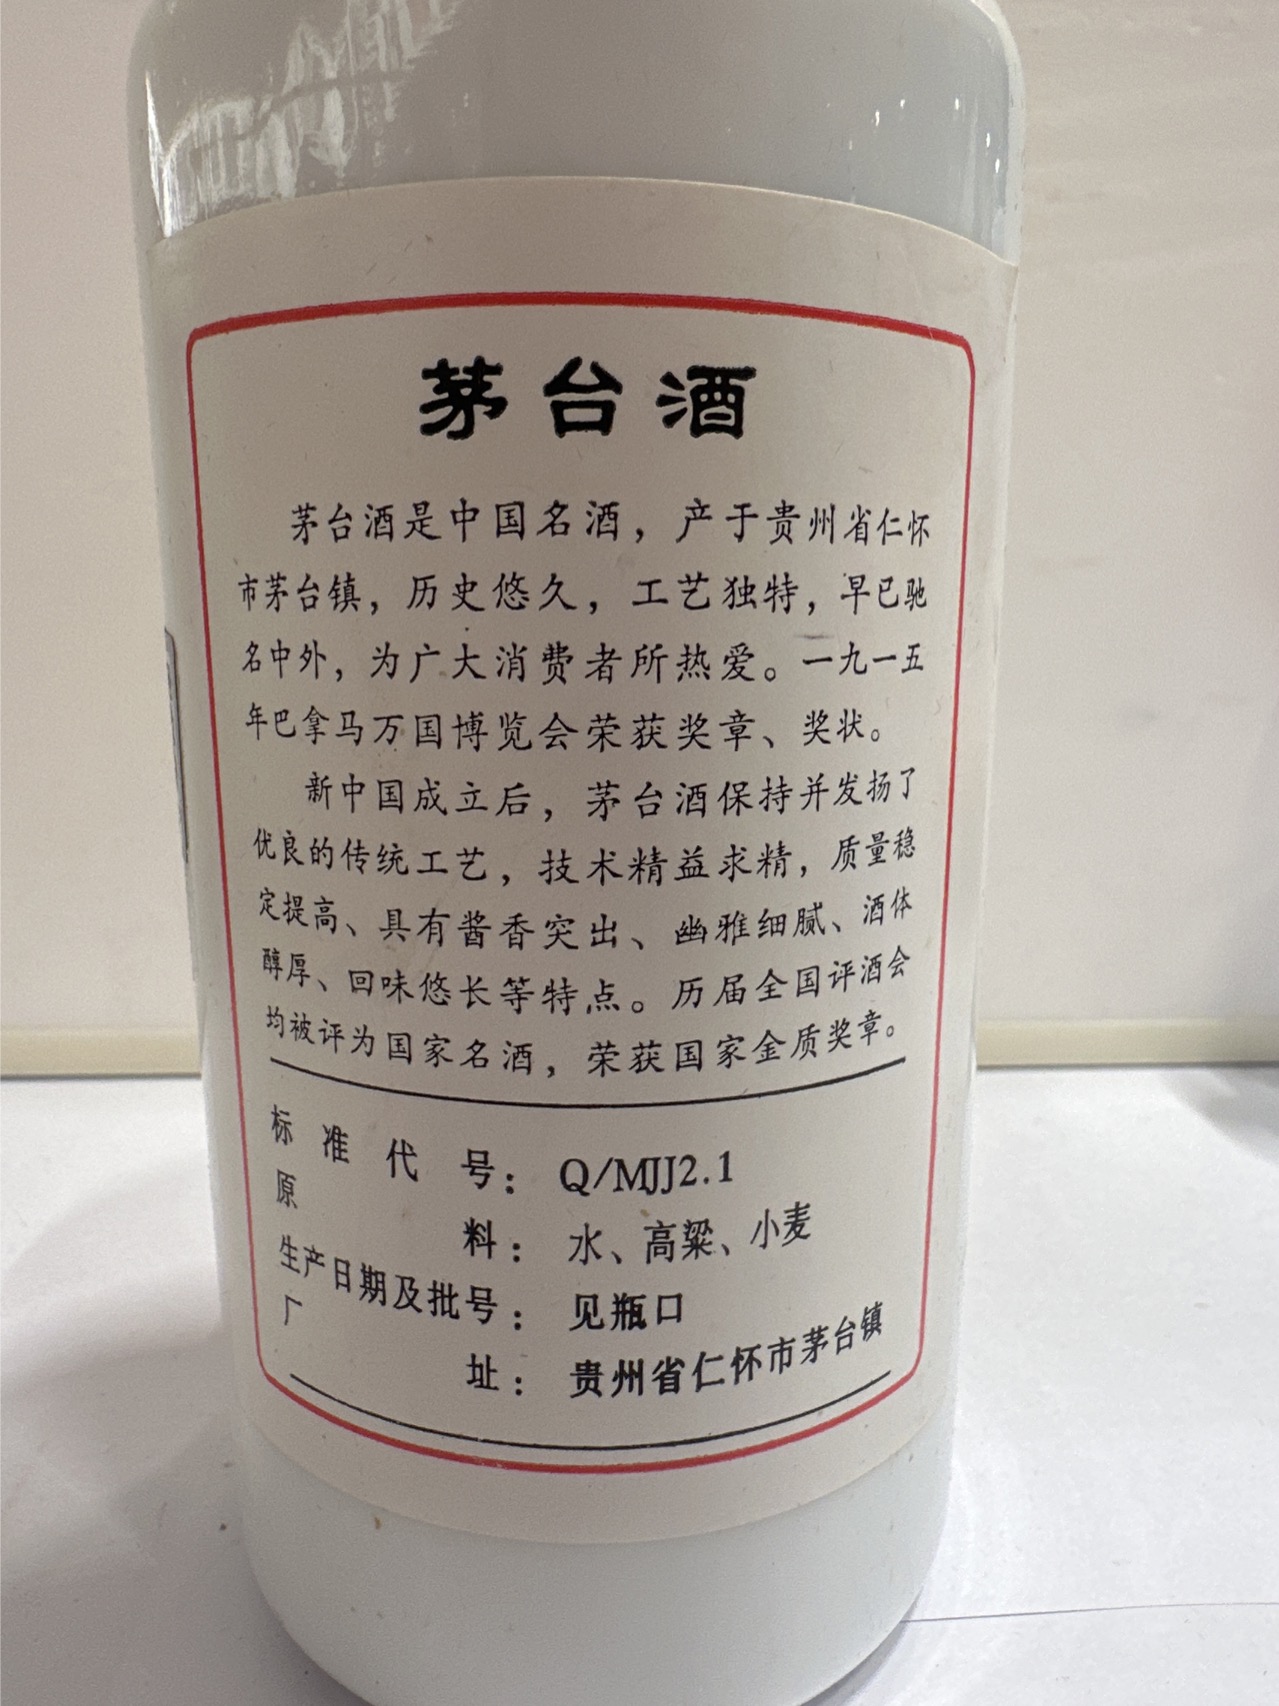 茅台酒
茅台酒是中国名酒，产于贵州省仁怀
市茅台镇，历史悠久，工艺独特，早已驰
名中外，为广大消费者所热爱。一九一五
年巴拿马万国博览会荣获奖章、奖状。
新中国成立后，茅台酒保持并发扬了
优良的传统工艺，技术精益求精，质量稳
定提高、具有酱香突出、幽雅细腻、酒体
醇厚、回味悠长等特点。历届全国评酒会
均被评为国家名酒，荣获国家金质奖章。
标准代号：Q/MJJ2.1
原料：水、高粱、小麦
生产日期及批号：见瓶口
厂址：贵州省仁怀市茅台镇